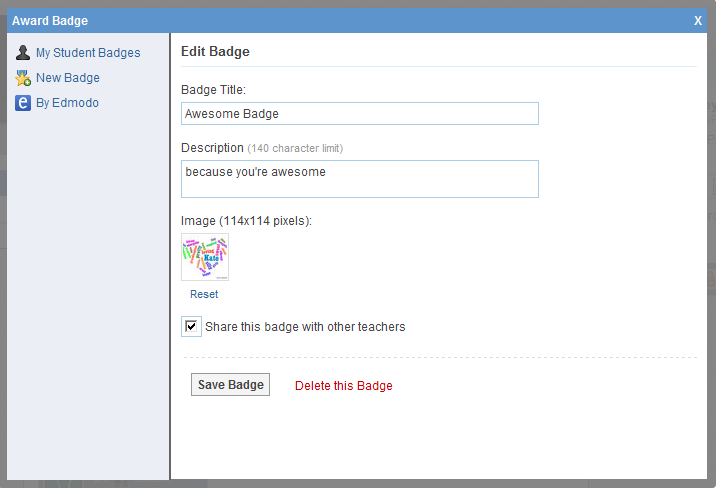 Award Badge
X
My Student Badges
New Badge
By Edmodo
Edit Badge
Badge Title:
Awesome Badge
Description (140 character limit)
because you're awesome
Image (114x114 pixels):
Kate
Reset
Share this badge with other teachers
Save Badge
Delete this Badge